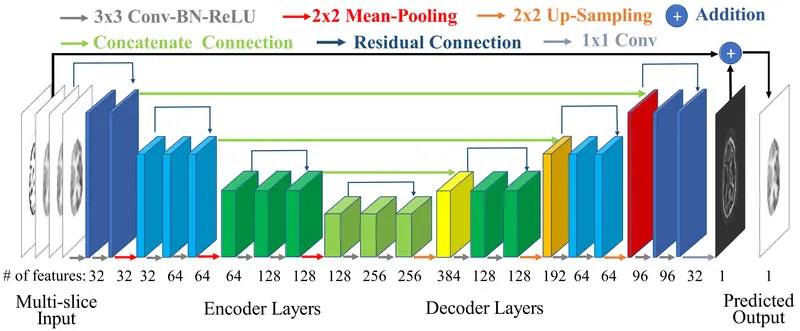 3x3 Conv-BN-ReLU 2x2 Mean-Pooling 2x2 Up-Sampling + Addition
Concatenate Connection Residual Connection 1x1 Conv
+
# of features: 32 32 32 64 64 64 128 128 128 256 256 384 128 128 192 64 64 96 96 32 1 1
Multi-slice Input
Encoder Layers
Decoder Layers
Predicted Output